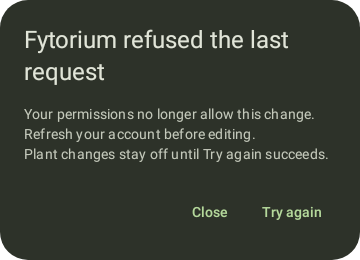 Fytorium refused the last
request
Your permissions no longer allow this change.
Refresh your account before editing.
Plant changes stay off until Try again succeeds.
Close
Try again